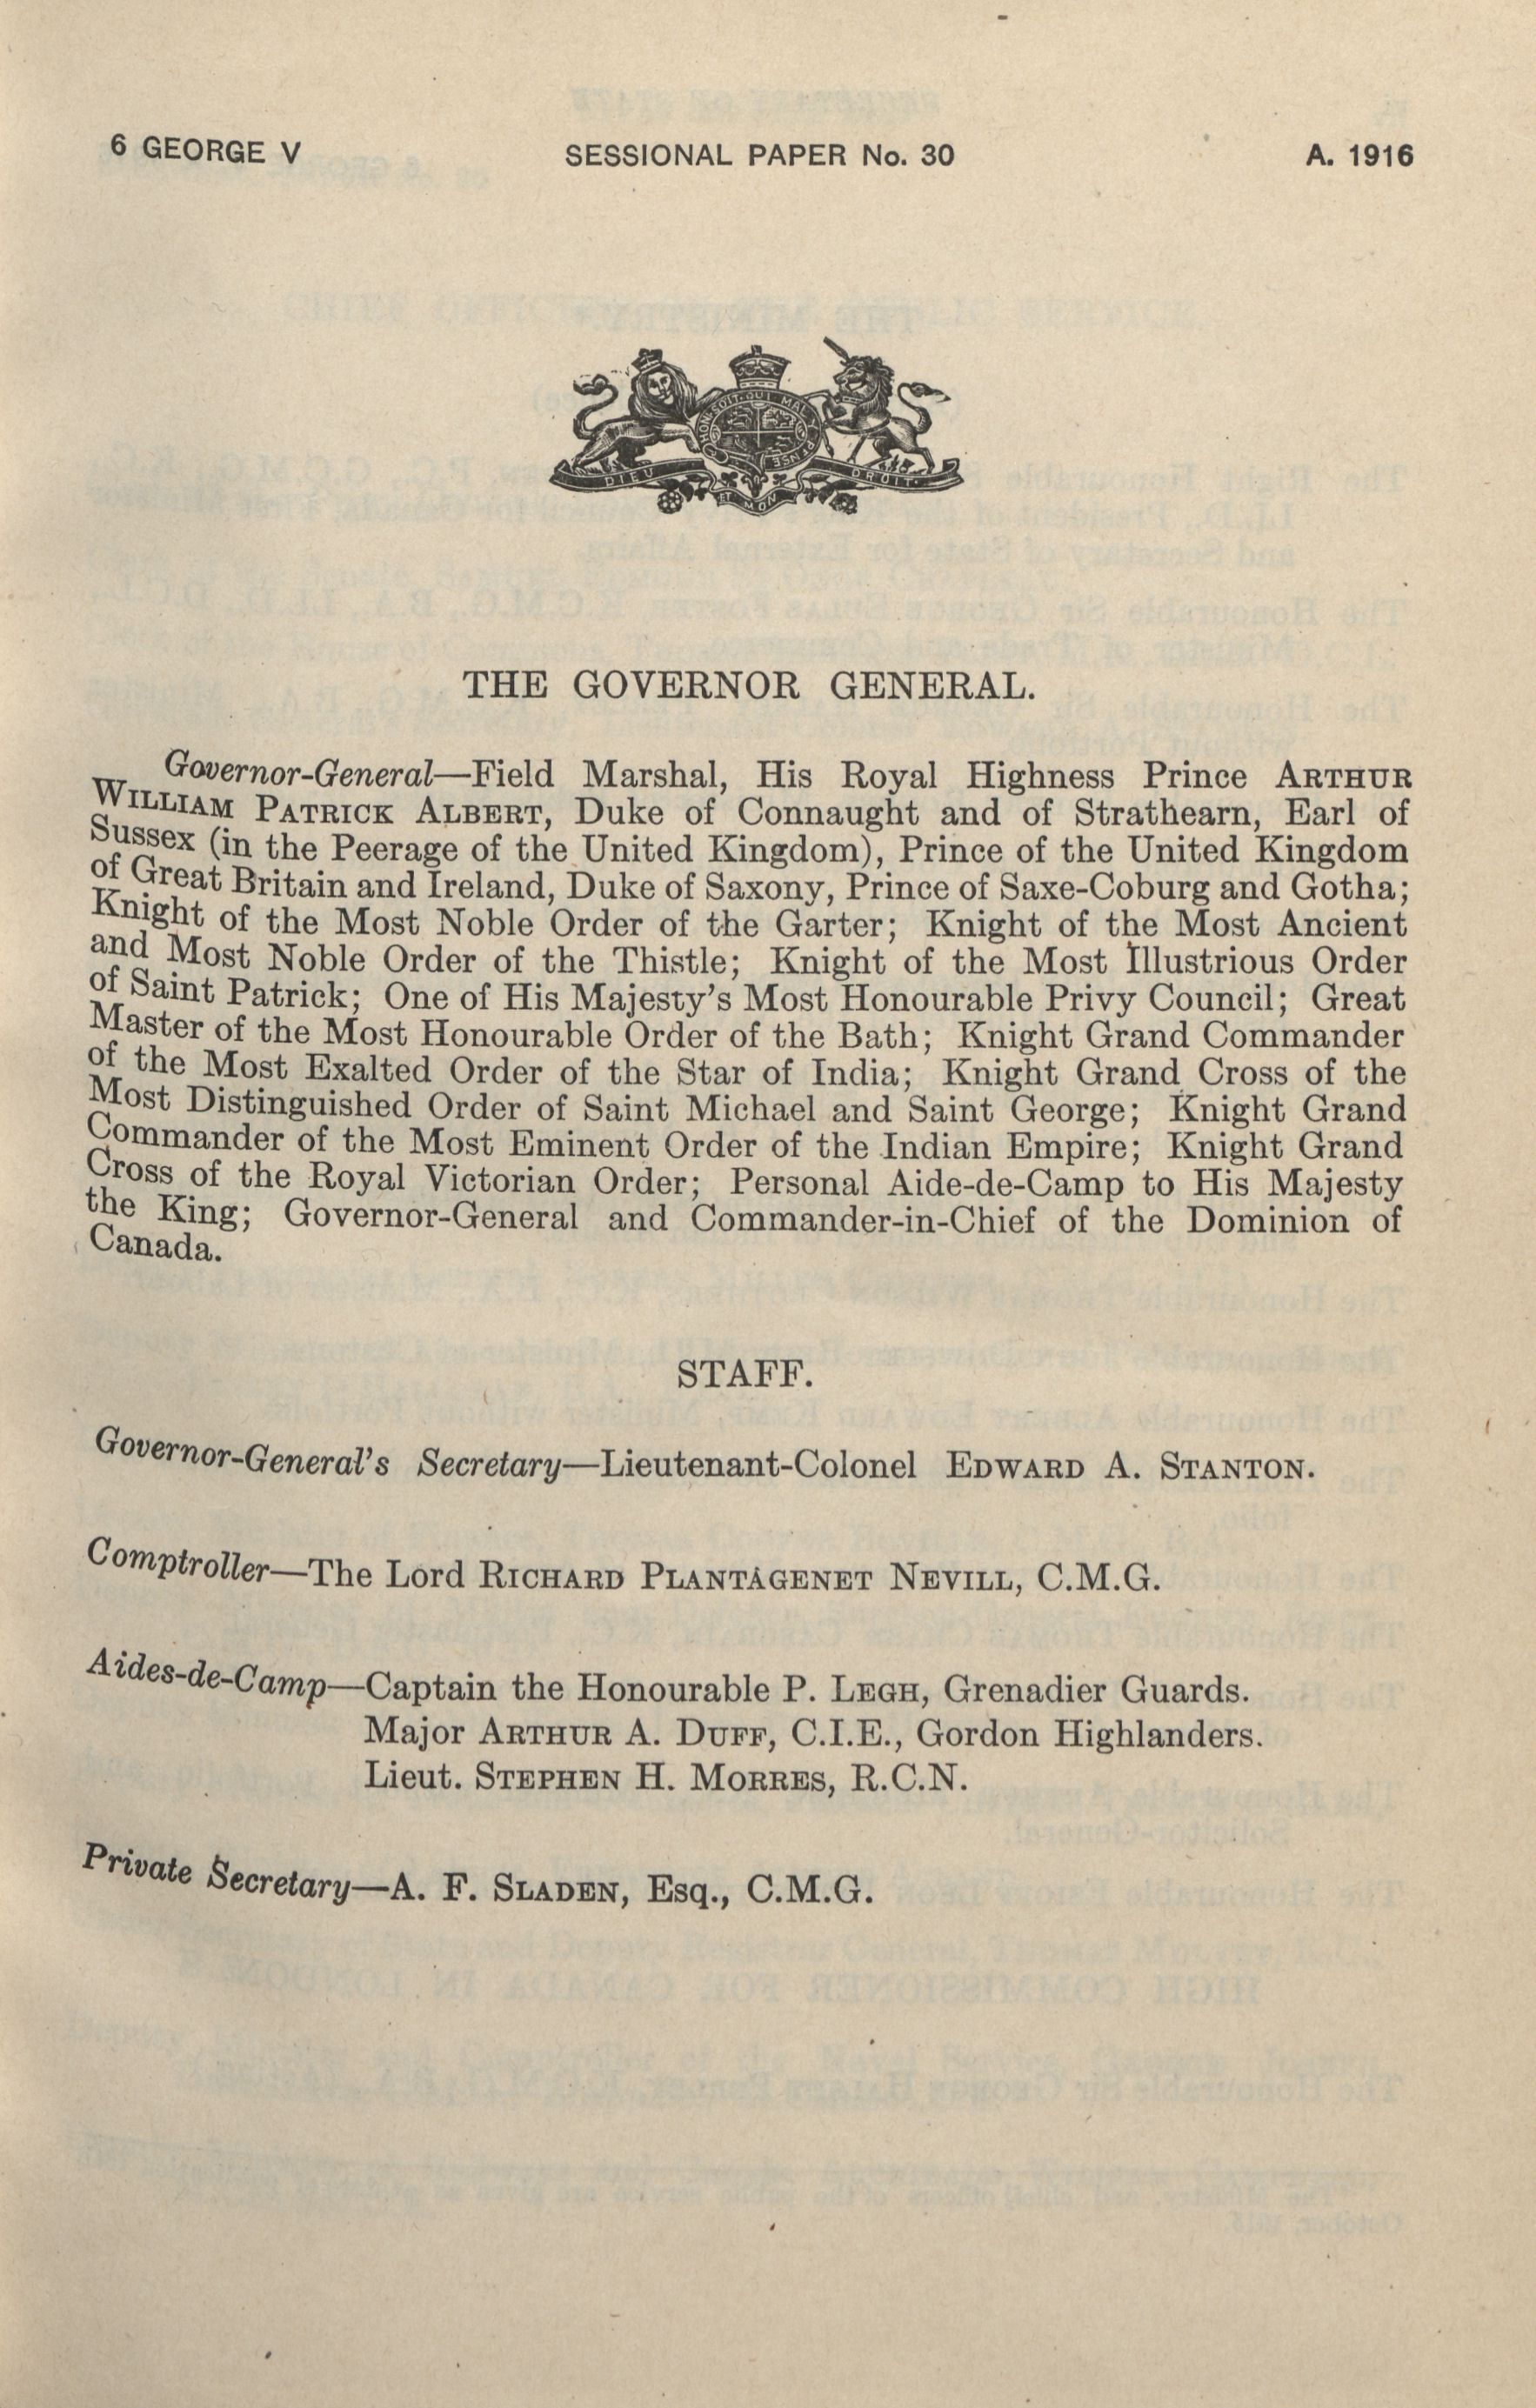 6 GEORGE V SESSIONAL PAPER No. 30 A. 1916
HONI SOIT QUI MAL Y PENSE
DIEU ET MON DROIT
THE GOVERNOR GENERAL.
Governor-General—Field Marshal, His Royal Highness Prince ARTHUR
WILLIAM PATRICK ALBERT, Duke of Connaught and of Strathearn, Earl of
Sussex (in the Peerage of the United Kingdom), Prince of the United Kingdom
of Great Britain and Ireland, Duke of Saxony, Prince of Saxe-Coburg and Gotha;
Knight of the Most Noble Order of the Garter; Knight of the Most Ancient
and Most Noble Order of the Thistle; Knight of the Most Illustrious Order
of Saint Patrick; One of His Majesty's Most Honourable Privy Council; Great
Master of the Most Honourable Order of the Bath; Knight Grand Commander
of the Most Exalted Order of the Star of India; Knight Grand Cross of the
Most Distinguished Order of Saint Michael and Saint George; Knight Grand
Commander of the Most Eminent Order of the Indian Empire; Knight Grand
Cross of the Royal Victorian Order; Personal Aide-de-Camp to His Majesty
the King; Governor-General and Commander-in-Chief of the Dominion of
Canada.
STAFF.
Governor-General's Secretary—Lieutenant-Colonel EDWARD A. STANTON.
Comptroller—The Lord RICHARD PLANTAGENET NEVILL, C.M.G.
Aides-de-Camp—Captain the Honourable P. LEGH, Grenadier Guards.
Major ARTHUR A. DUFF, C.I.E., Gordon Highlanders.
Lieut. STEPHEN H. MORRES, R.C.N.
Private Secretary—A. F. SLADEN, Esq., C.M.G.